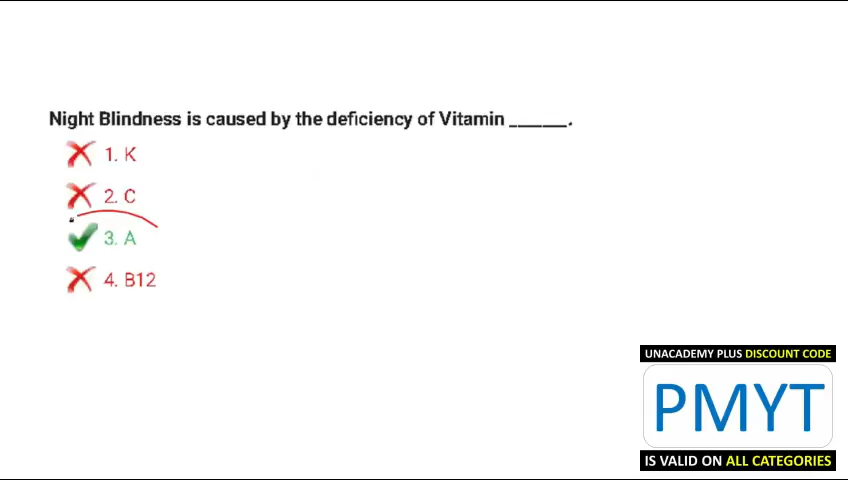 Night Blindness is caused by the deficiency of Vitamin ______.
1. K
2. C
3. A
4. B12
UNACADEMY PLUS DISCOUNT CODE
PMYT
IS VALID ON ALL CATEGORIES